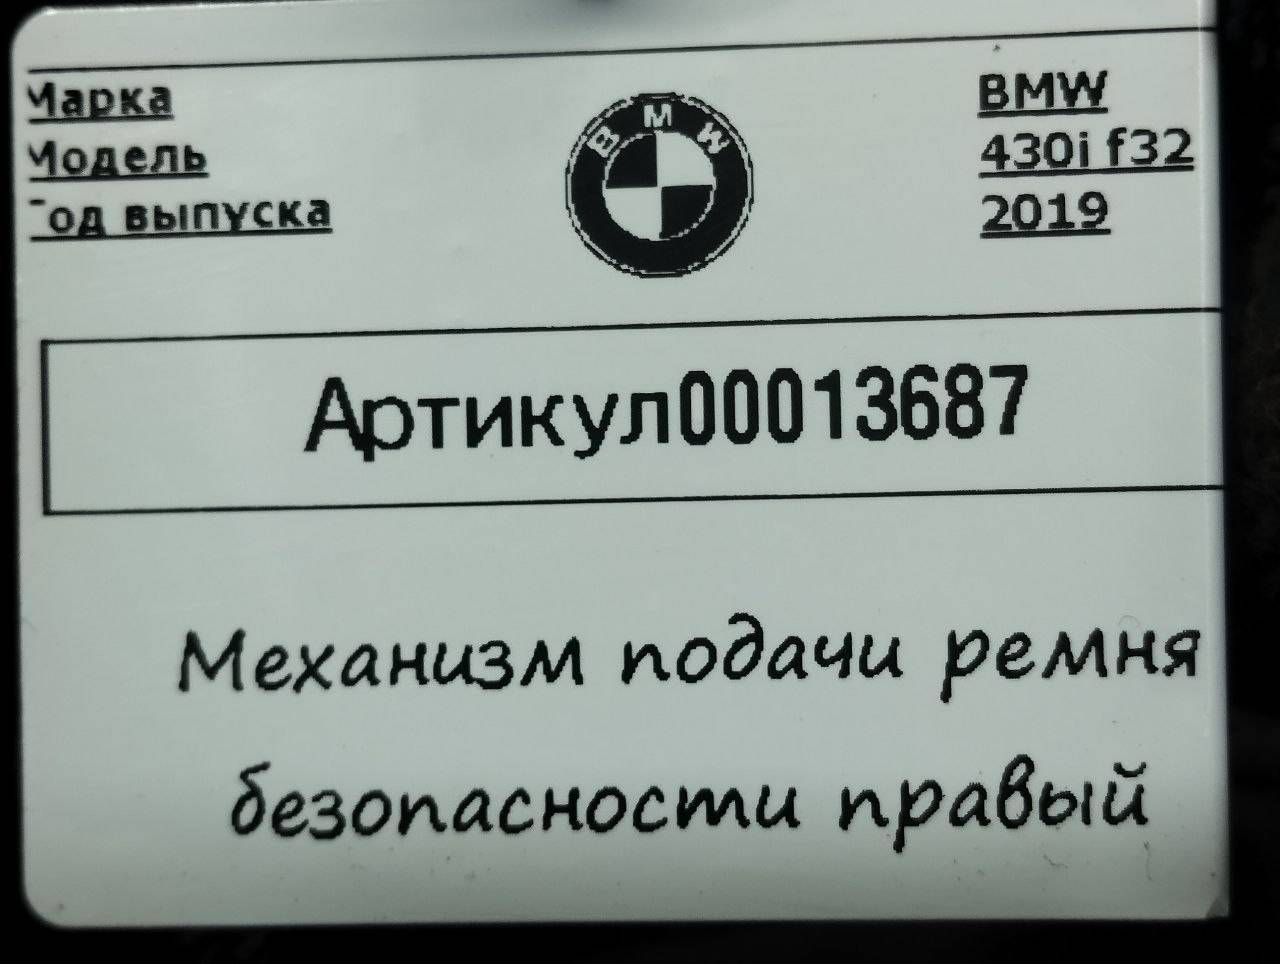 Марка BMW
Модель 430i f32
Год выпуска 2019
BMW
Артикул00013687
Механизм подачи ремня
безопасности правый